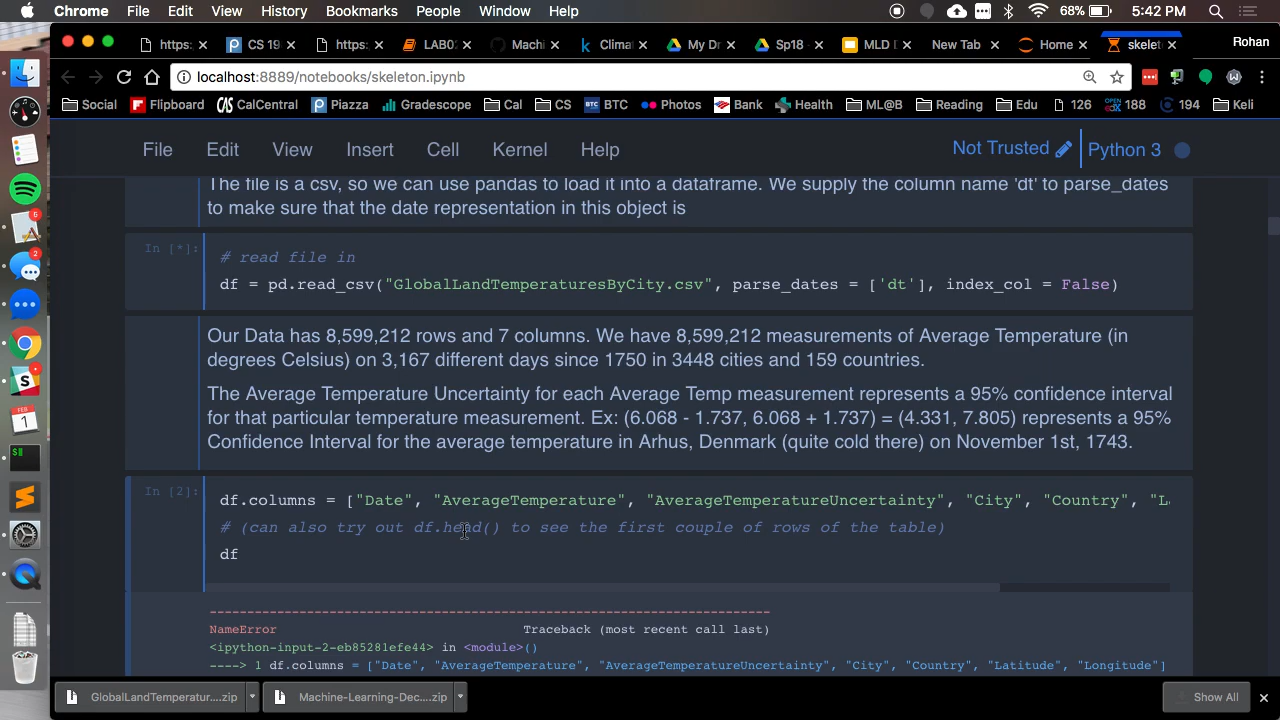 Chrome File Edit View History Bookmarks People Window Help 68% 5:42 PM
https: CS 19 https: LAB02 Machi Climat My Dr Sp18 - MLD D New Tab Home skelet Rohan
localhost:8889/notebooks/skeleton.ipynb
Social Flipboard CalCentral Piazza Gradescope Cal CS BTC Photos Bank Health ML@B Reading Edu 126 188 194 Keli
File Edit View Insert Cell Kernel Help Not Trusted Python 3
The file is a csv, so we can use pandas to load it into a dataframe. We supply the column name 'dt' to parse_dates
to make sure that the date representation in this object is
In [*]: # read file in
df = pd.read_csv("GlobalLandTemperaturesByCity.csv", parse_dates = ['dt'], index_col = False)
Our Data has 8,599,212 rows and 7 columns. We have 8,599,212 measurements of Average Temperature (in
degrees Celsius) on 3,167 different days since 1750 in 3448 cities and 159 countries.
The Average Temperature Uncertainty for each Average Temp measurement represents a 95% confidence interval
for that particular temperature measurement. Ex: (6.068 - 1.737, 6.068 + 1.737) = (4.331, 7.805) represents a 95%
Confidence Interval for the average temperature in Arhus, Denmark (quite cold there) on November 1st, 1743.
In [2]: df.columns = ["Date", "AverageTemperature", "AverageTemperatureUncertainty", "City", "Country", "La
# (can also try out df.head() to see the first couple of rows of the table)
df
---------------------------------------------------------------------------
NameError Traceback (most recent call last)
<ipython-input-2-eb85281efe44> in <module>()
----> 1 df.columns = ["Date", "AverageTemperature", "AverageTemperatureUncertainty", "City", "Country", "Latitude", "Longitude"]
GlobalLandTemperatur....zip Machine-Learning-Dec....zip Show All